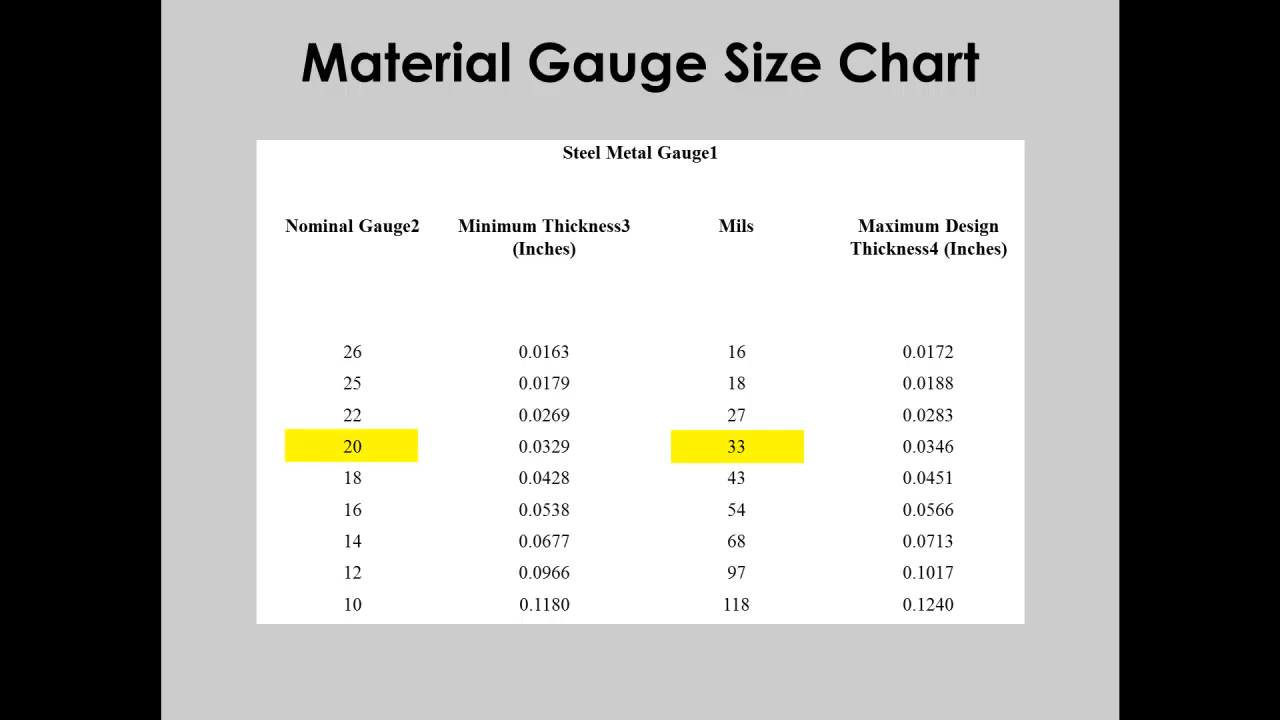 Material Gauge Size Chart
Steel Metal Gauge1
Nominal Gauge2 Minimum Thickness3 Mils Maximum Design
(Inches) Thickness4 (Inches)
26 0.0163 16 0.0172
25 0.0179 18 0.0188
22 0.0269 27 0.0283
20 0.0329 33 0.0346
18 0.0428 43 0.0451
16 0.0538 54 0.0566
14 0.0677 68 0.0713
12 0.0966 97 0.1017
10 0.1180 118 0.1240